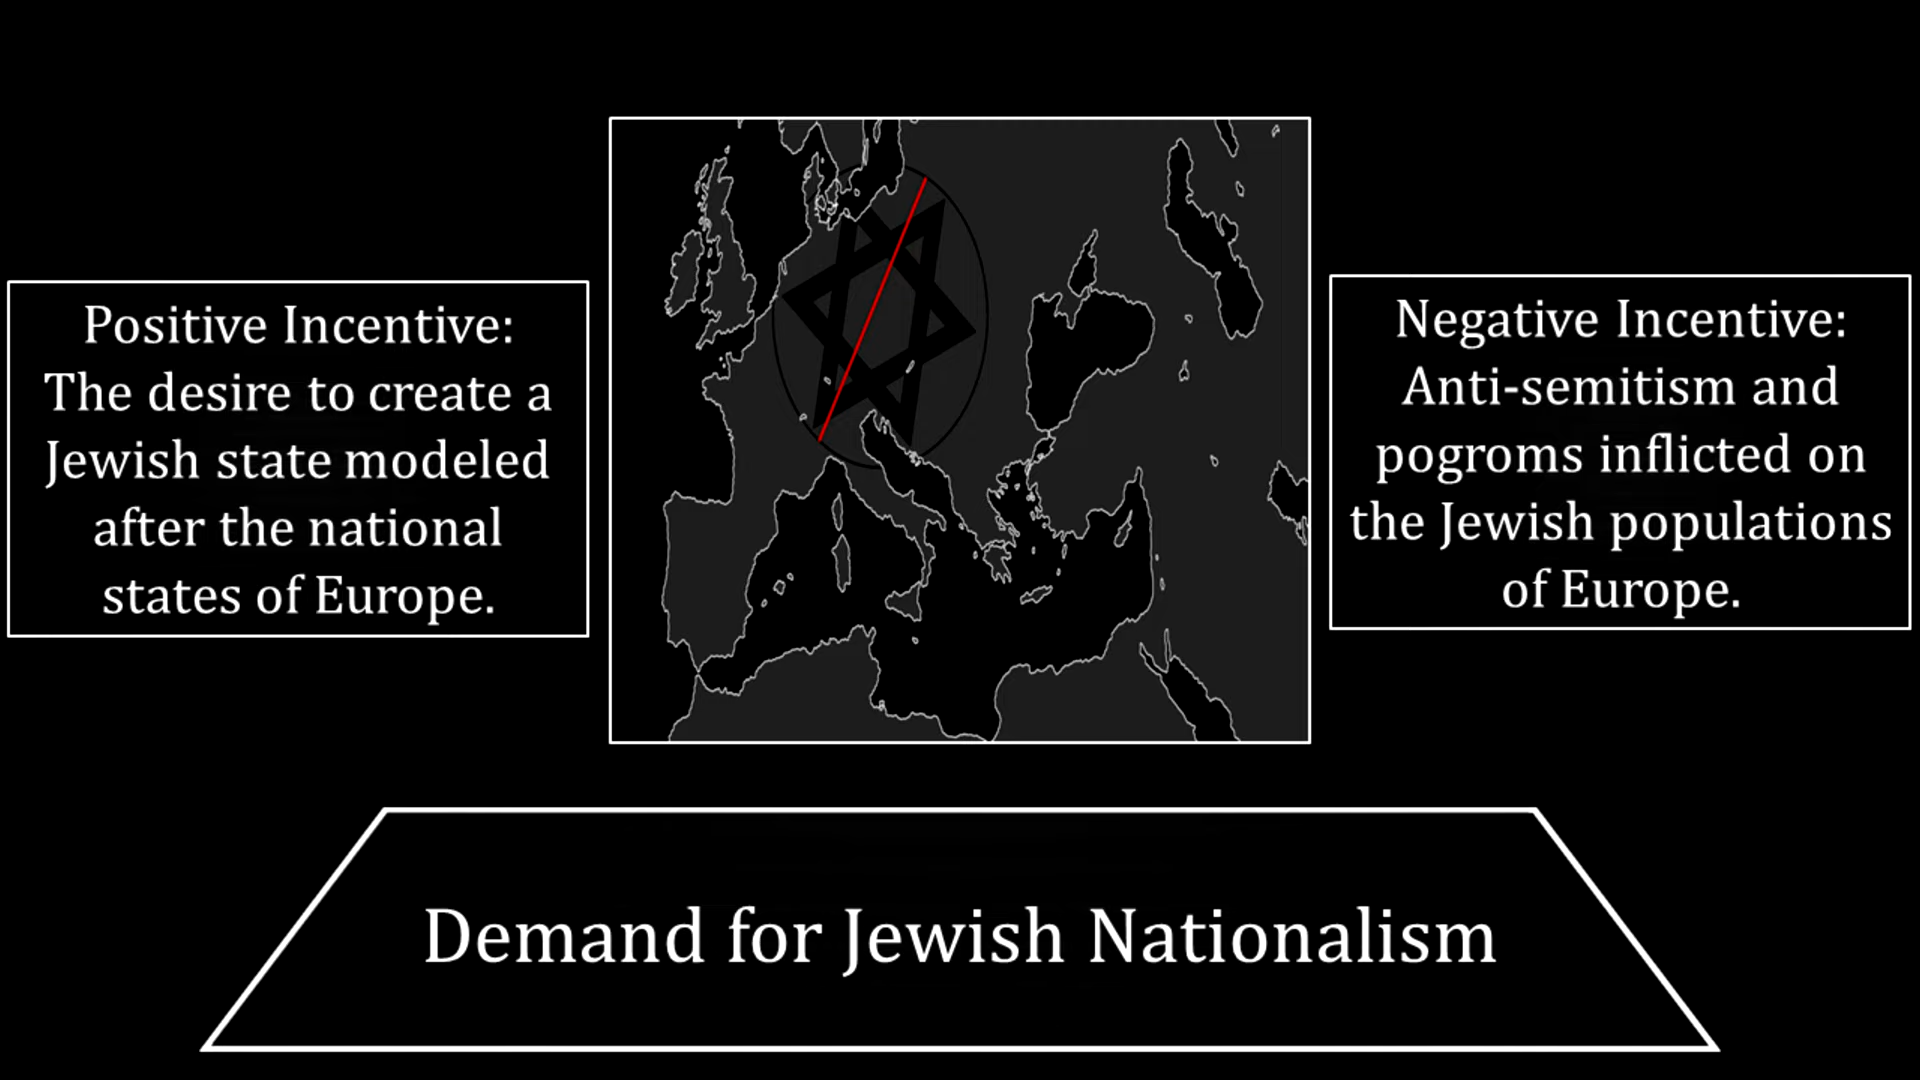 Positive Incentive:
The desire to create a
Jewish state modeled
after the national
states of Europe.
Negative Incentive:
Anti-semitism and
pogroms inflicted on
the Jewish populations
of Europe.
Demand for Jewish Nationalism